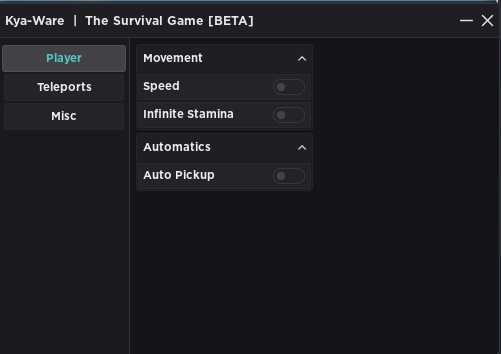 Kya-Ware | The Survival Game [BETA]
Player
Teleports
Misc
Movement
Speed
Infinite Stamina
Automatics
Auto Pickup